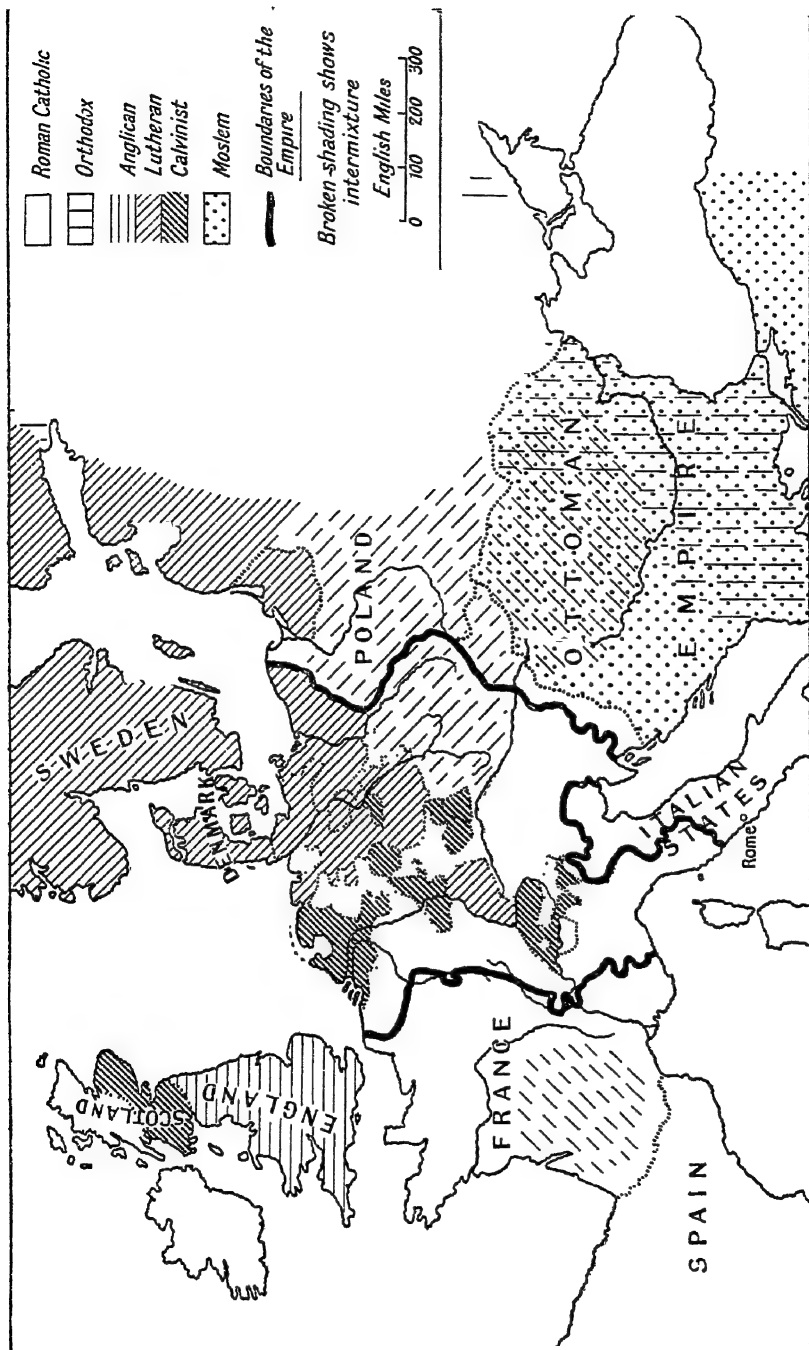 Roman Catholic
Orthodox
Anglican
Lutheran
Calvinist
Moslem
Boundaries of the
Empire
Broken shading shows
intermixture
English Miles
0 100 200 300
SWEDEN
DENMARK
SCOTLAND
ENGLAND
POLAND
OTTOMAN
EMPIRE
FRANCE
ITALIAN
STATES
Rome
SPAIN